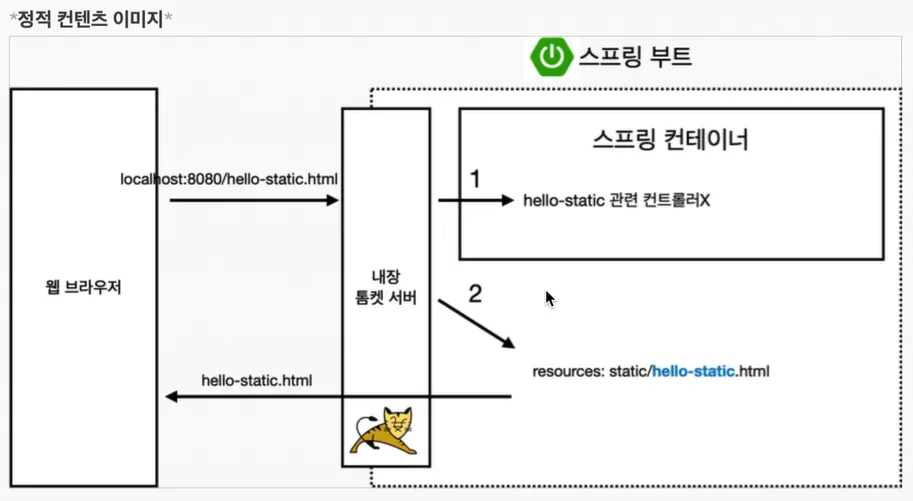 *정적 컨텐츠 이미지*
스프링 부트
스프링 컨테이너
localhost:8080/hello-static.html
1
hello-static 관련 컨트롤러X
웹 브라우저
내장
톰켓 서버
2
resources: static/hello-static.html
hello-static.html